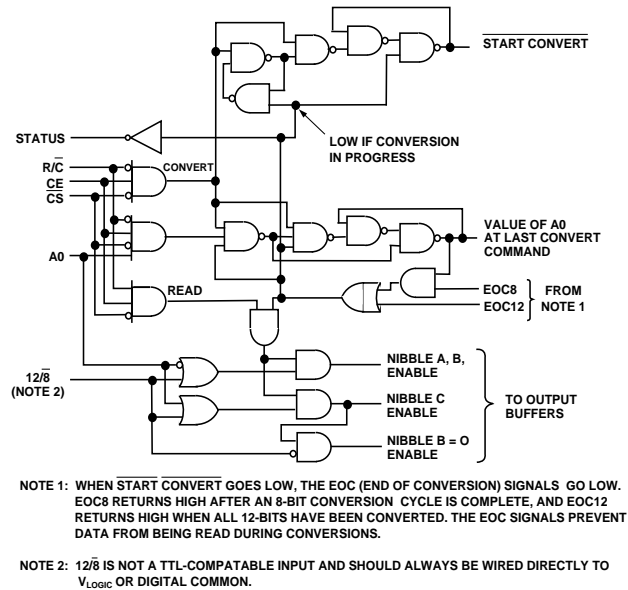 START CONVERT
STATUS
LOW IF CONVERSION
IN PROGRESS
R/C
CE
CS
CONVERT
A0
VALUE OF A0
AT LAST CONVERT
COMMAND
READ
EOC8
EOC12
FROM
NOTE 1
12/8
(NOTE 2)
NIBBLE A, B,
ENABLE
NIBBLE C
ENABLE
NIBBLE B = O
ENABLE
TO OUTPUT
BUFFERS
NOTE 1: WHEN START CONVERT GOES LOW, THE EOC (END OF CONVERSION) SIGNALS GO LOW.
EOC8 RETURNS HIGH AFTER AN 8-BIT CONVERSION CYCLE IS COMPLETE, AND EOC12
RETURNS HIGH WHEN ALL 12-BITS HAVE BEEN CONVERTED. THE EOC SIGNALS PREVENT
DATA FROM BEING READ DURING CONVERSIONS.
NOTE 2: 12/8 IS NOT A TTL-COMPATABLE INPUT AND SHOULD ALWAYS BE WIRED DIRECTLY TO
VLOGIC OR DIGITAL COMMON.